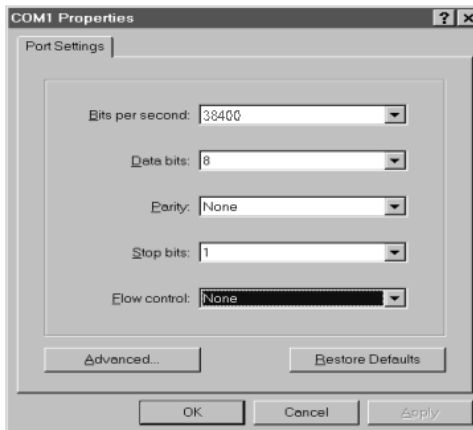 COM1 Properties
Port Settings
Bits per second: 38400
Data bits: 8
Parity: None
Stop bits: 1
Flow control: None
Advanced... Restore Defaults
OK Cancel Apply